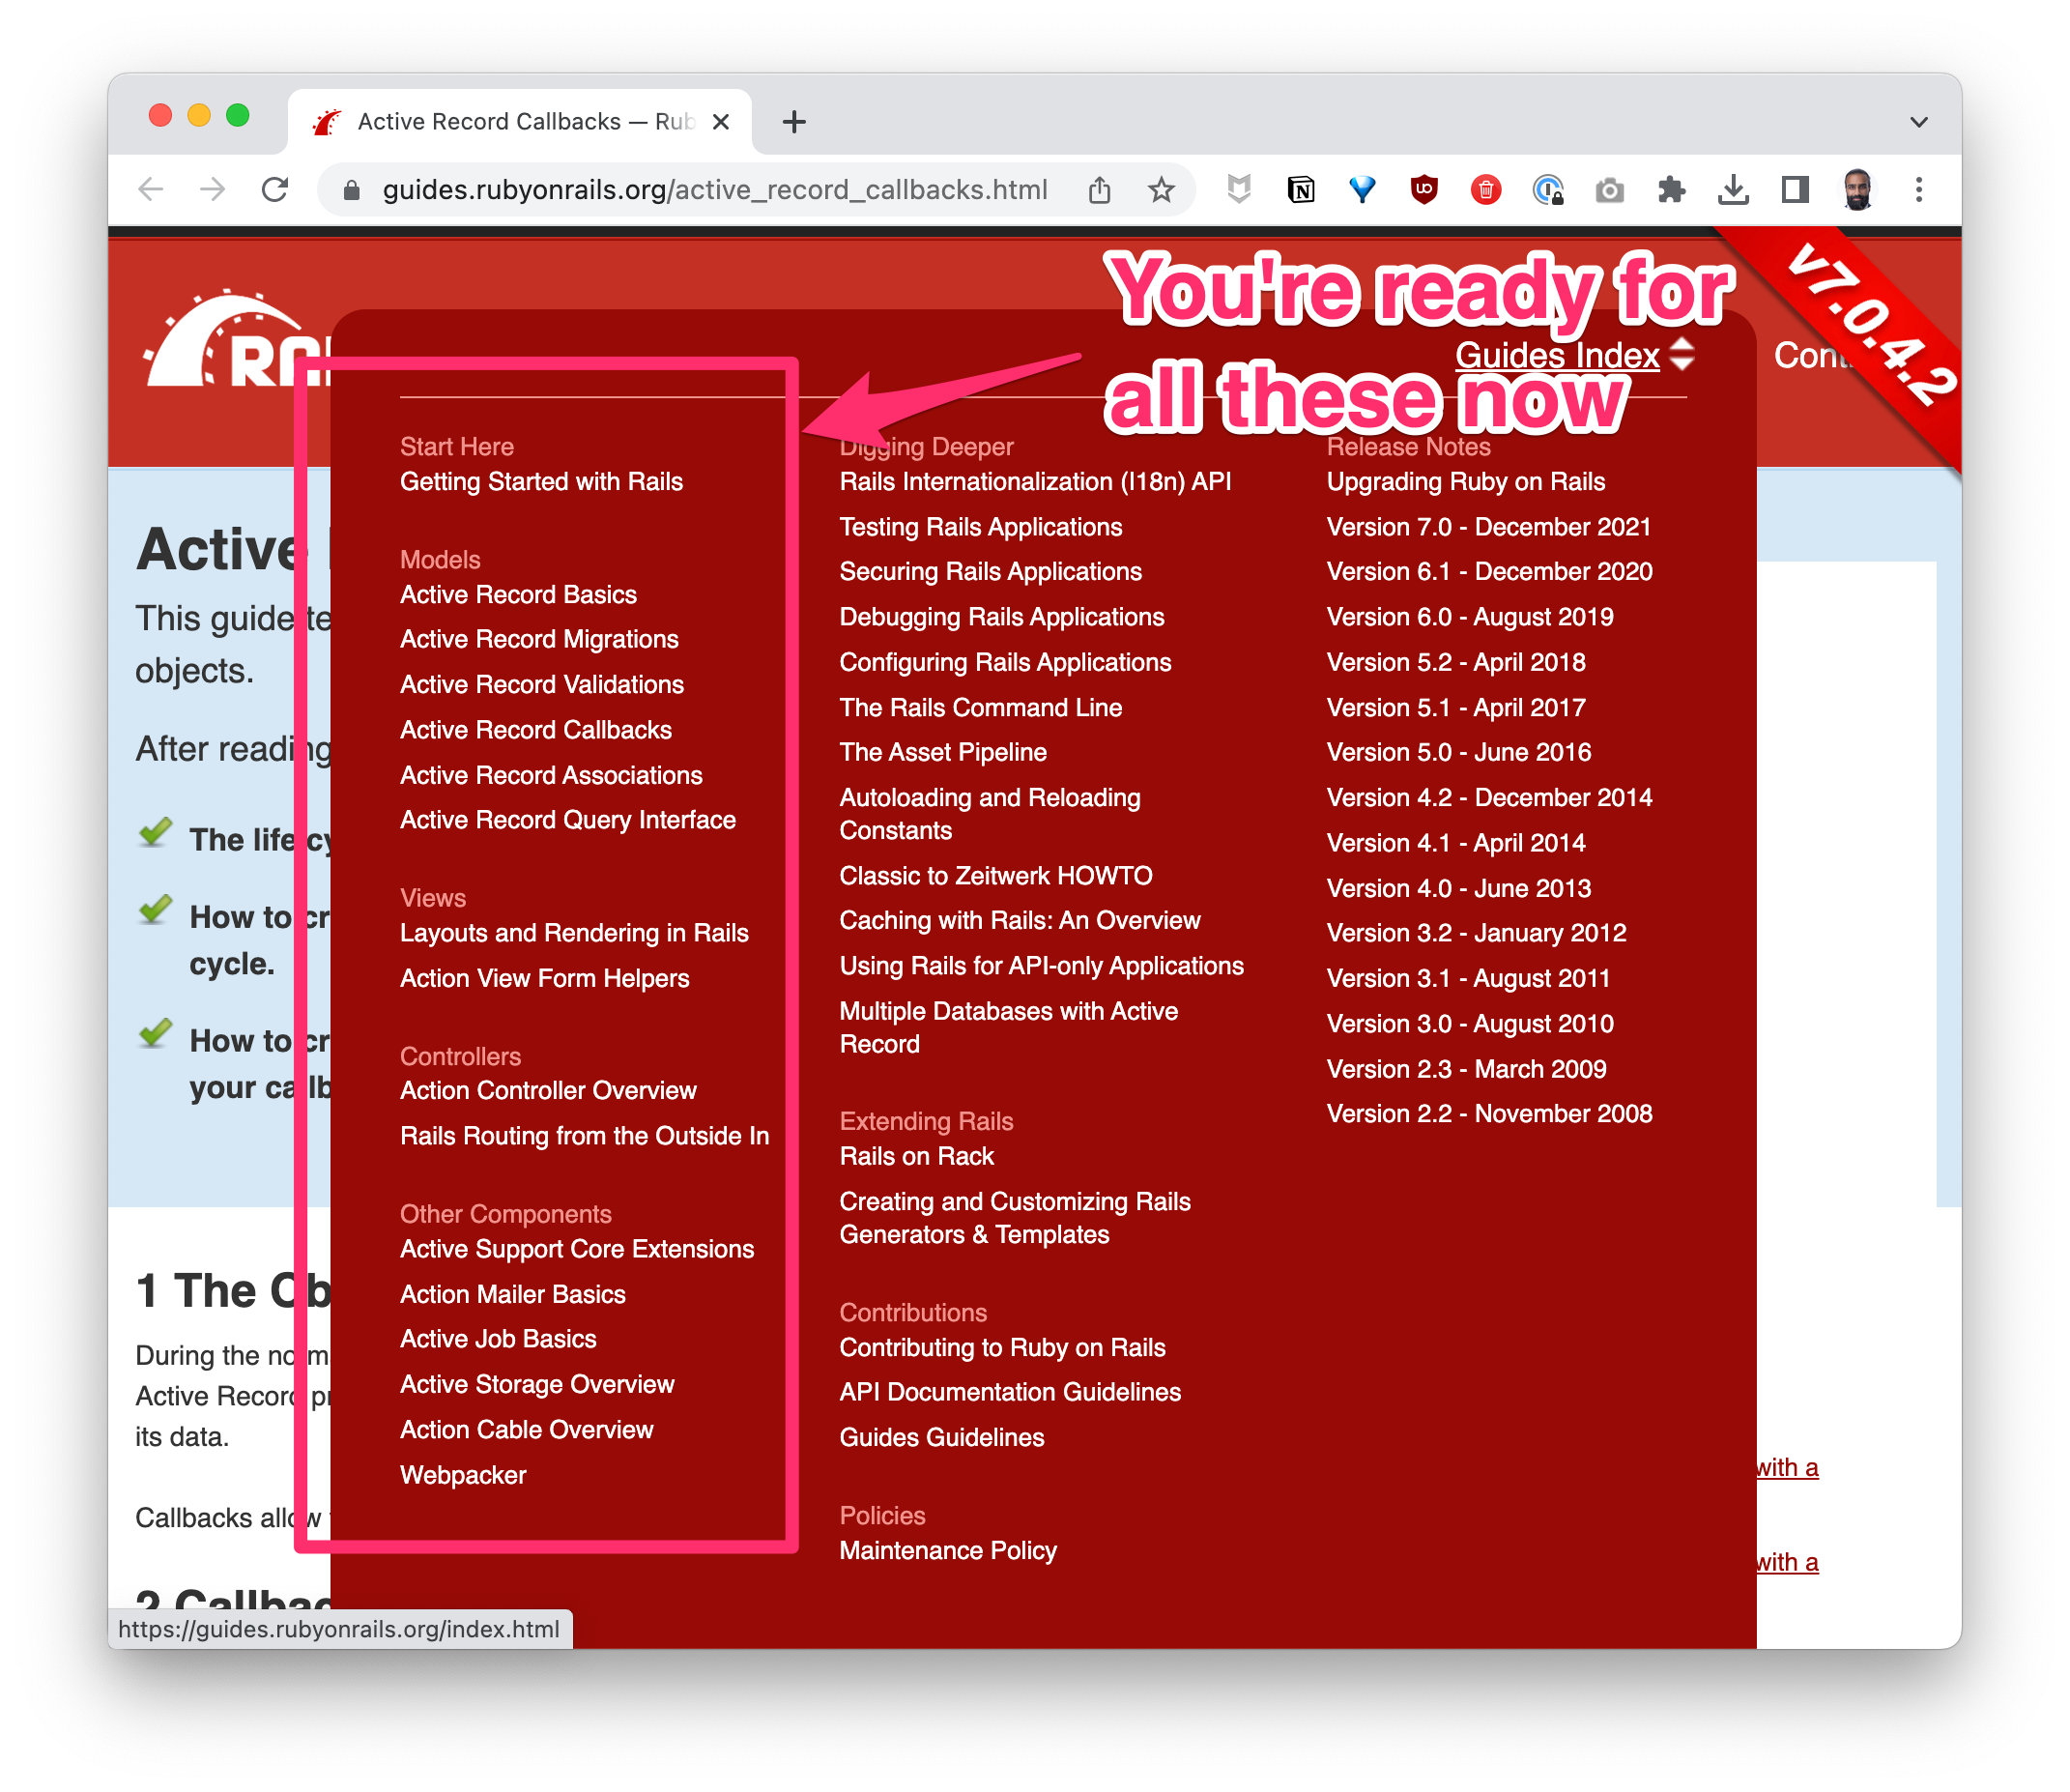 Active Record Callbacks — Rub
guides.rubyonrails.org/active_record_callbacks.html
You're ready for
all these now
v7.0.4.2
RAI
Guides Index
Con
Start Here
Getting Started with Rails
Models
Active Record Basics
Active Record Migrations
Active Record Validations
Active Record Callbacks
Active Record Associations
Active Record Query Interface
Views
Layouts and Rendering in Rails
Action View Form Helpers
Controllers
Action Controller Overview
Rails Routing from the Outside In
Other Components
Active Support Core Extensions
Action Mailer Basics
Active Job Basics
Active Storage Overview
Action Cable Overview
Webpacker
Digging Deeper
Rails Internationalization (I18n) API
Testing Rails Applications
Securing Rails Applications
Debugging Rails Applications
Configuring Rails Applications
The Rails Command Line
The Asset Pipeline
Autoloading and Reloading
Constants
Classic to Zeitwerk HOWTO
Caching with Rails: An Overview
Using Rails for API-only Applications
Multiple Databases with Active
Record
Extending Rails
Rails on Rack
Creating and Customizing Rails
Generators & Templates
Contributions
Contributing to Ruby on Rails
API Documentation Guidelines
Guides Guidelines
Policies
Maintenance Policy
Release Notes
Upgrading Ruby on Rails
Version 7.0 - December 2021
Version 6.1 - December 2020
Version 6.0 - August 2019
Version 5.2 - April 2018
Version 5.1 - April 2017
Version 5.0 - June 2016
Version 4.2 - December 2014
Version 4.1 - April 2014
Version 4.0 - June 2013
Version 3.2 - January 2012
Version 3.1 - August 2011
Version 3.0 - August 2010
Version 2.3 - March 2009
Version 2.2 - November 2008
Active
This guide te
objects.
After reading
The life cy
How to cr
cycle.
How to cr
your callb
1 The Ob
During the norm
Active Record pr
its data.
Callbacks allow
2 Callbac
with a
with a
https://guides.rubyonrails.org/index.html